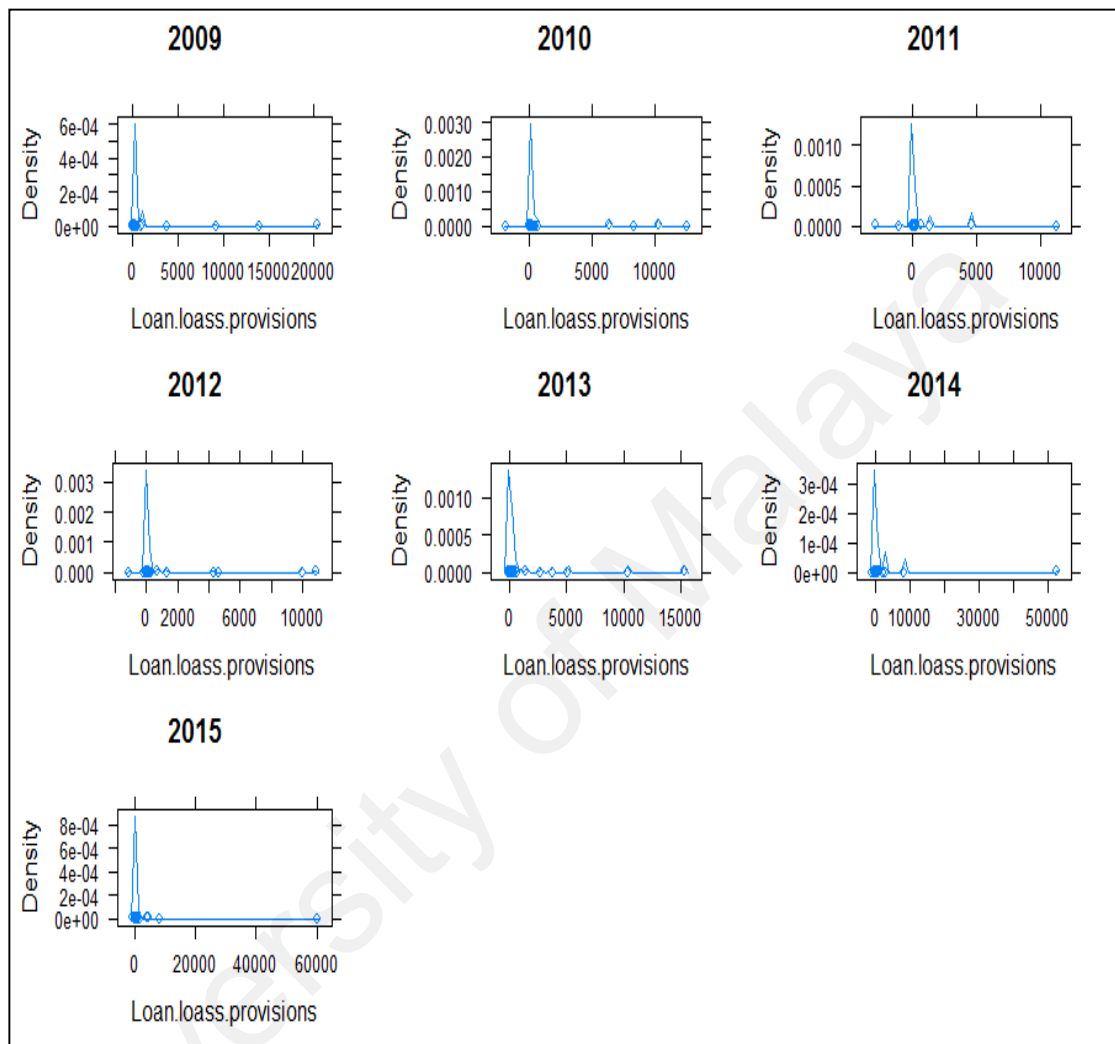 2009 2010 2011
Density 6e-04 4e-04 2e-04 0e+00
0 5000 10000 15000 20000
Loan.loass.provisions
Density 0.0030 0.0020 0.0010 0.0000
0 5000 10000
Loan.loass.provisions
Density 0.0010 0.0005 0.0000
0 5000 10000
Loan.loass.provisions
2012 2013 2014
Density 0.003 0.002 0.001 0.000
0 2000 6000 10000
Loan.loass.provisions
Density 0.0010 0.0005 0.0000
0 5000 10000 15000
Loan.loass.provisions
Density 3e-04 2e-04 1e-04 0e+00
0 10000 30000 50000
Loan.loass.provisions
2015
Density 8e-04 6e-04 4e-04 2e-04 0e+00
0 20000 40000 60000
Loan.loass.provisions
versity of Malaya